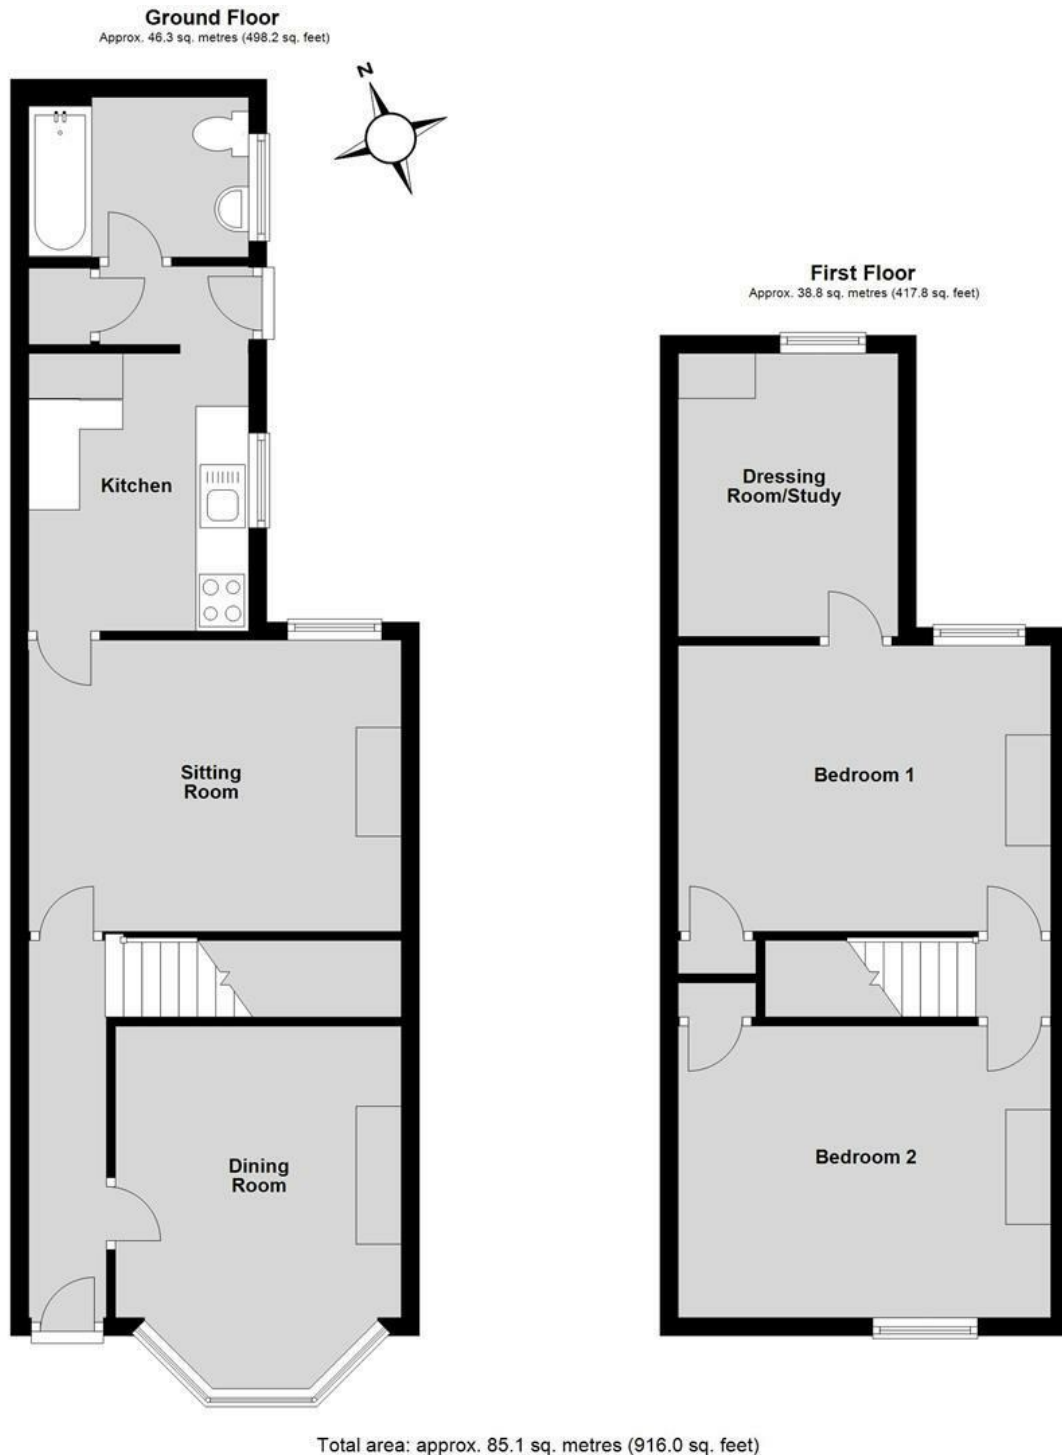 Ground Floor
Approx. 46.3 sq. metres (498.2 sq. feet)
N
Kitchen
Sitting
Room
Dining
Room
First Floor
Approx. 38.8 sq. metres (417.8 sq. feet)
Dressing
Room/Study
Bedroom 1
Bedroom 2
Total area: approx. 85.1 sq. metres (916.0 sq. feet)